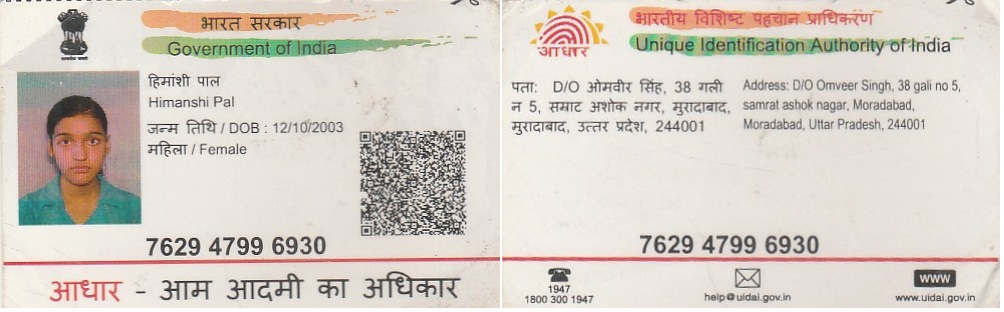 भारत सरकार
Government of India
हिमांशी पाल
Himanshi Pal
जन्म तिथि / DOB : 12/10/2003
महिला / Female
7629 4799 6930
आधार - आम आदमी का अधिकार
आधार
भारतीय विशिष्ट पहचान प्राधिकरण
Unique Identification Authority of India
पता: D/O ओमवीर सिंह, 38 गली
न 5, सम्राट अशोक नगर, मुरादाबाद,
मुरादाबाद, उत्तर प्रदेश, 244001
Address: D/O Omveer Singh, 38 gali no 5,
samrat ashok nagar, Moradabad,
Moradabad, Uttar Pradesh, 244001
7629 4799 6930
1947
1800 300 1947
help@uidai.gov.in
www
www.uidai.gov.in